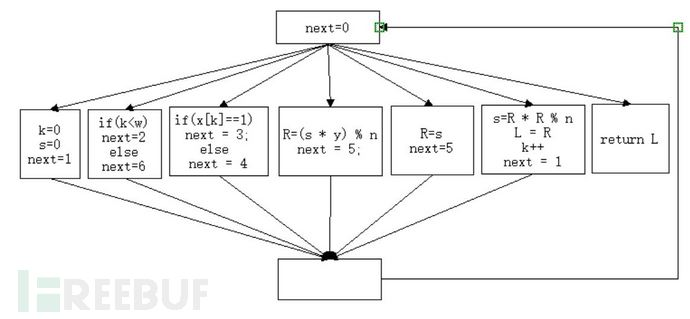 next=0
k=0
s=0
next=1
if(k<w)
next=2
else
next=6
if(x[k]==1)
next = 3;
else
next = 4
R=(s * y) % n
next = 5;
R=s
next=5
s=R * R % n
L = R
k++
next = 1
return L
FREEBUF